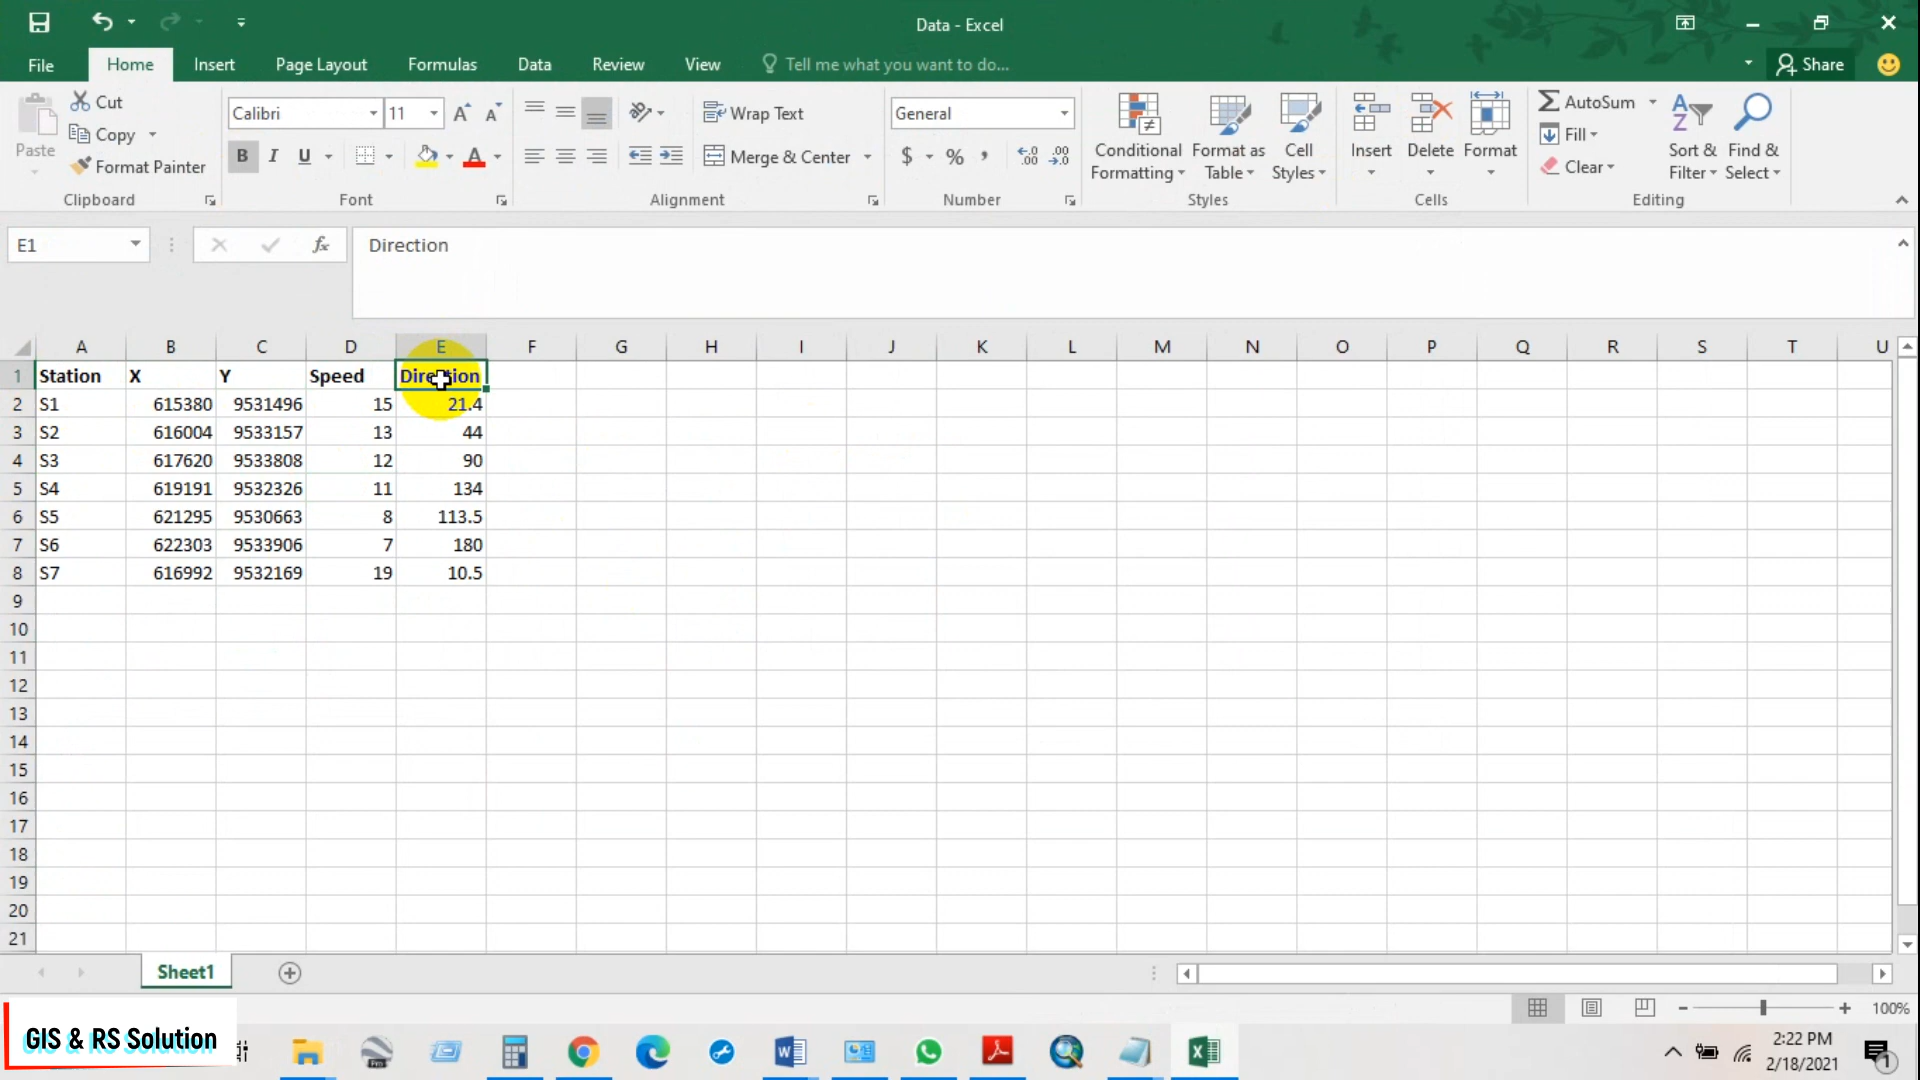 Data - Excel
File Home Insert Page Layout Formulas Data Review View Tell me what you want to do... Share
Paste Cut Copy Format Painter Clipboard
Calibri 11 B I U Font
Wrap Text Merge & Center Alignment
General $ % Number
Conditional Formatting Format as Table Cell Styles Styles
Insert Delete Format Cells
AutoSum Fill Clear Sort & Filter Find & Select Editing
E1 fx Direction
A B C D E F G H I J K L M N O P Q R S T U
1 Station X Y Speed Direction
2 S1 615380 9531496 15 21.4
3 S2 616004 9533157 13 44
4 S3 617620 9533808 12 90
5 S4 619191 9532326 11 134
6 S5 621295 9530663 8 113.5
7 S6 622303 9533906 7 180
8 S7 616992 9532169 19 10.5
9
10
11
12
13
14
15
16
17
18
19
20
21
Sheet1
100%
GIS & RS Solution
2:22 PM
2/18/2021
1